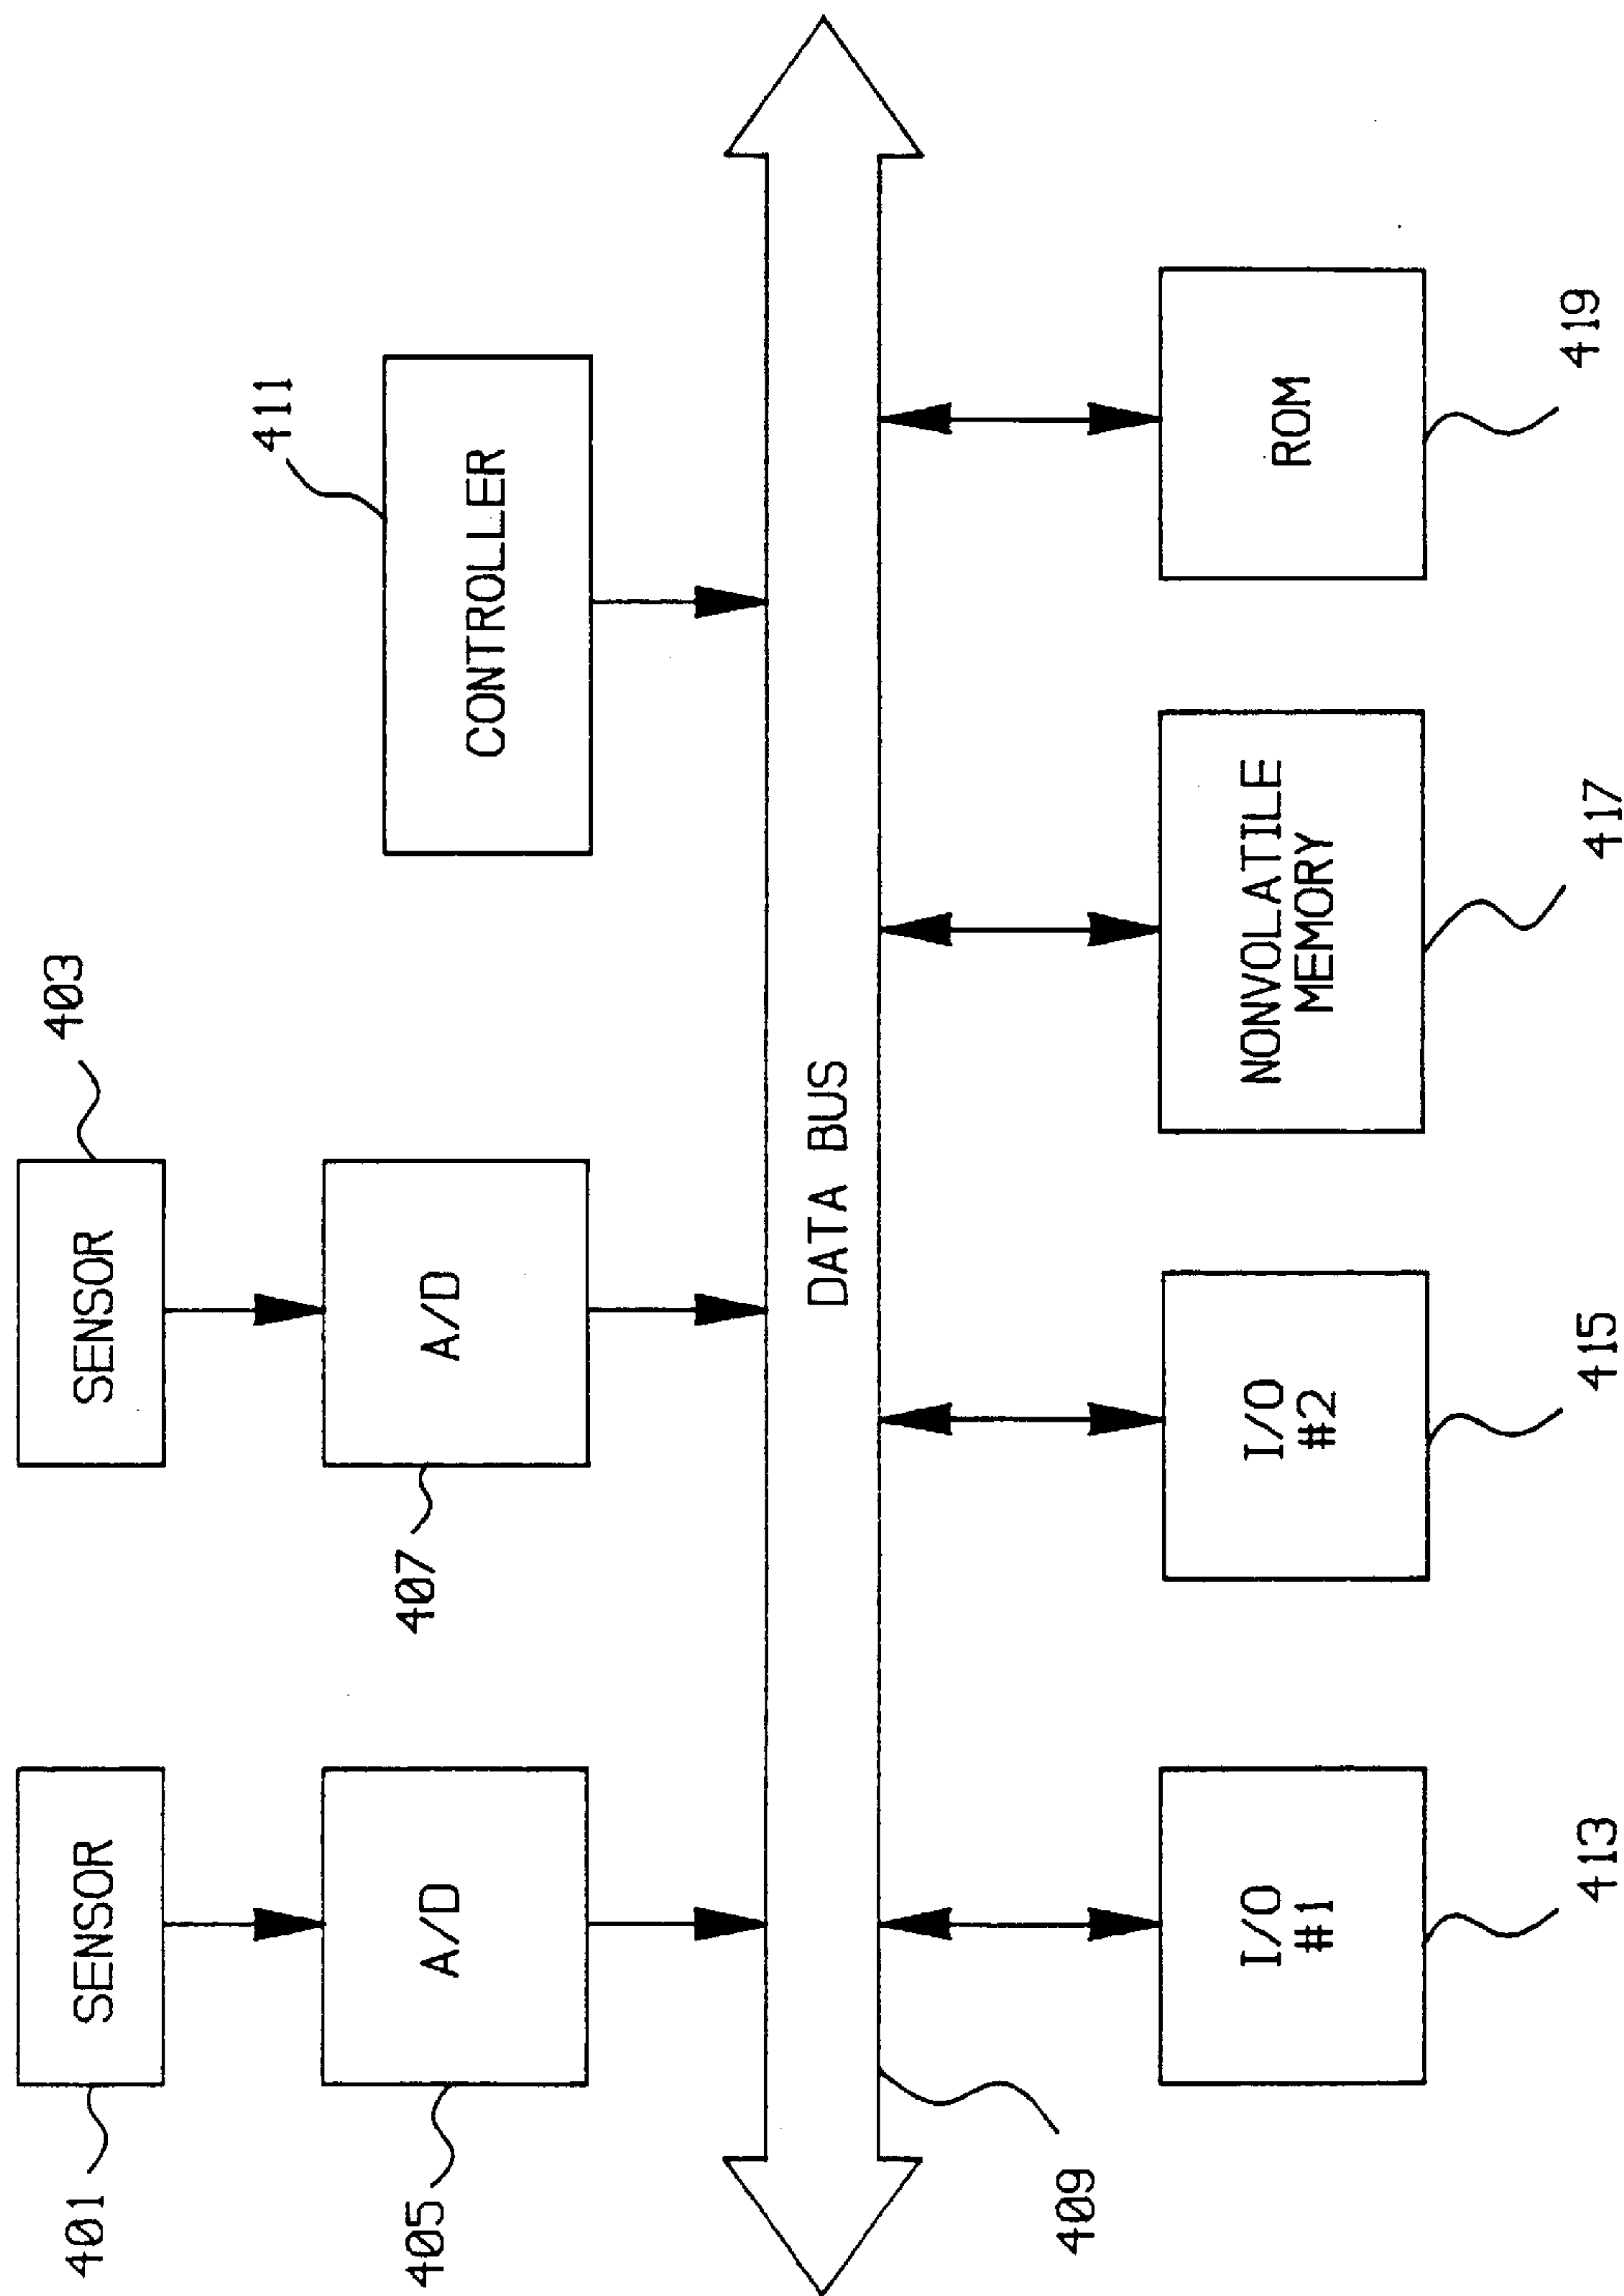 401
SENSOR
SENSOR
403
405
A/D
407
A/D
411
CONTROLLER
DATA BUS
409
I/O
#1
413
I/O
#2
415
NONVOLATILE
MEMORY
417
ROM
419